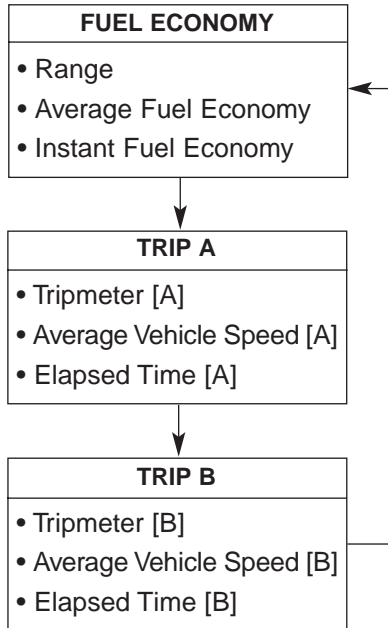 FUEL ECONOMY
• Range
• Average Fuel Economy
• Instant Fuel Economy
TRIP A
• Tripmeter [A]
• Average Vehicle Speed [A]
• Elapsed Time [A]
TRIP B
• Tripmeter [B]
• Average Vehicle Speed [B]
• Elapsed Time [B]